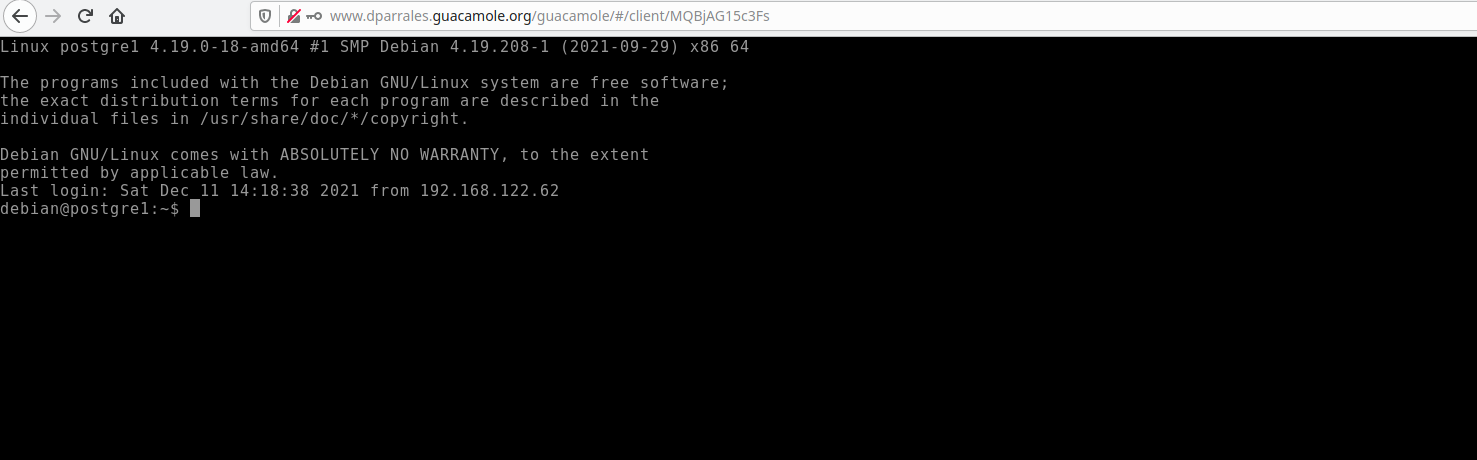 www.dparrales.guacamole.org/guacamole/#/client/MQBjAG15c3Fs
Linux postgre1 4.19.0-18-amd64 #1 SMP Debian 4.19.208-1 (2021-09-29) x86 64

The programs included with the Debian GNU/Linux system are free software;
the exact distribution terms for each program are described in the
individual files in /usr/share/doc/*/copyright.

Debian GNU/Linux comes with ABSOLUTELY NO WARRANTY, to the extent
permitted by applicable law.
Last login: Sat Dec 11 14:18:38 2021 from 192.168.122.62
debian@postgre1:~$